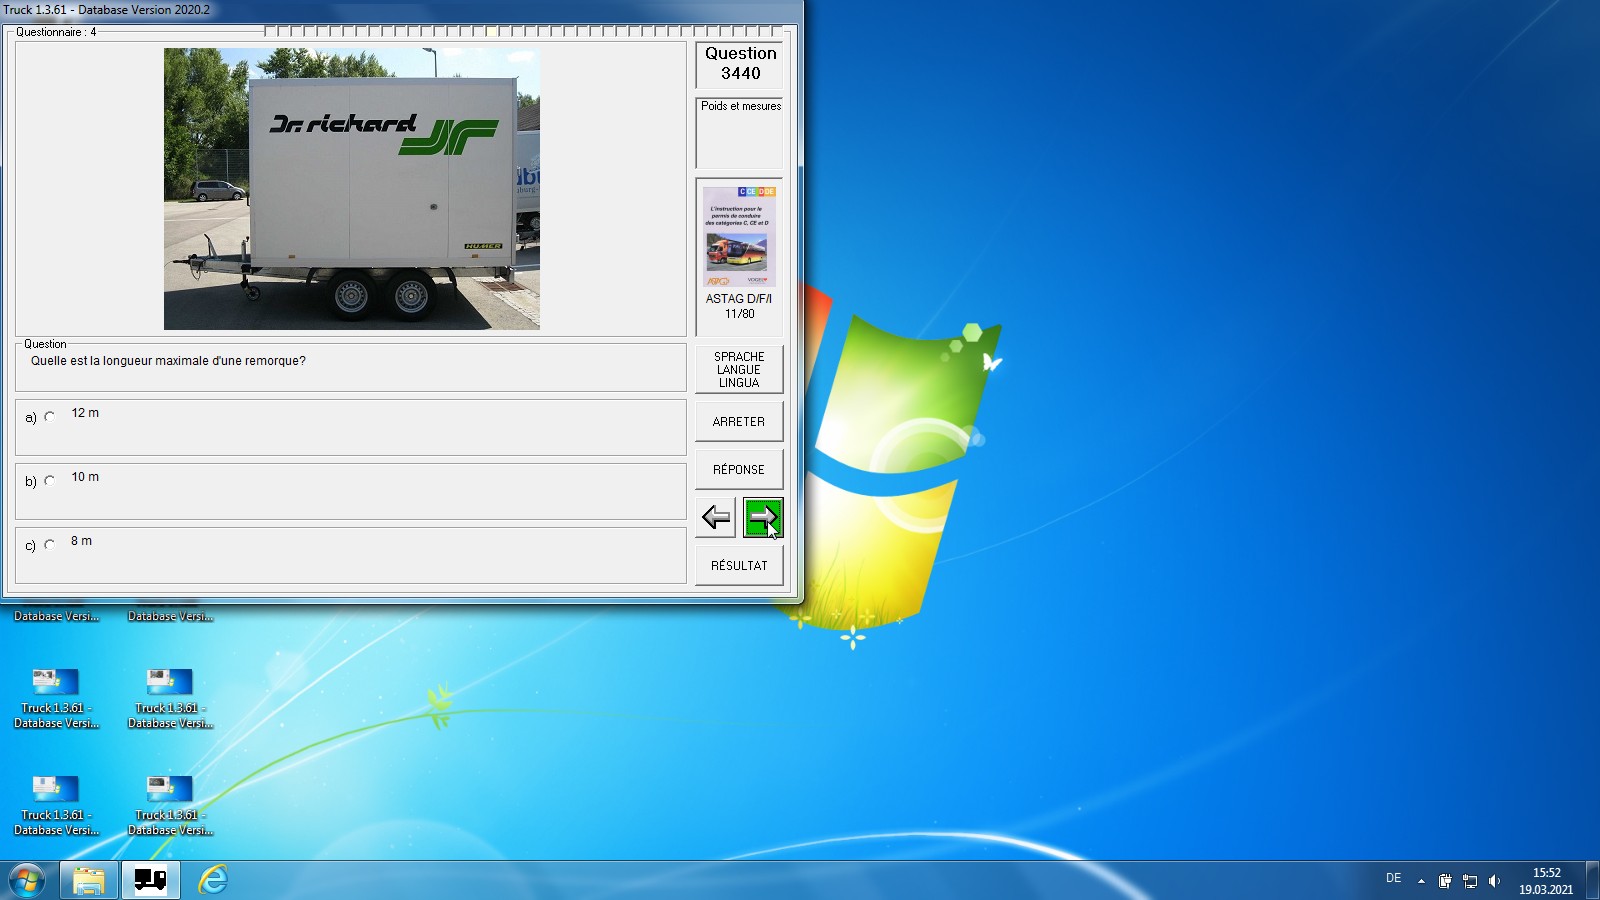 Truck 1.3.61 - Database Version 2020.2
Questionnaire : 4
Dr. richard
HUMER
Question
3440
Poids et mesures
C CE D DE
L'instruction pour le
permis de conduire
des catégories C, CE et D
ASTAG D/F/I
11/80
Question
Quelle est la longueur maximale d'une remorque?
a) 12 m
b) 10 m
c) 8 m
SPRACHE
LANGUE
LINGUA
ARRETER
RÉPONSE
RÉSULTAT
Database Versi...
Database Versi...
Truck 1.3.61 -
Database Versi...
Truck 1.3.61 -
Database Versi...
Truck 1.3.61 -
Database Versi...
Truck 1.3.61 -
Database Versi...
DE
15:52
19.03.2021